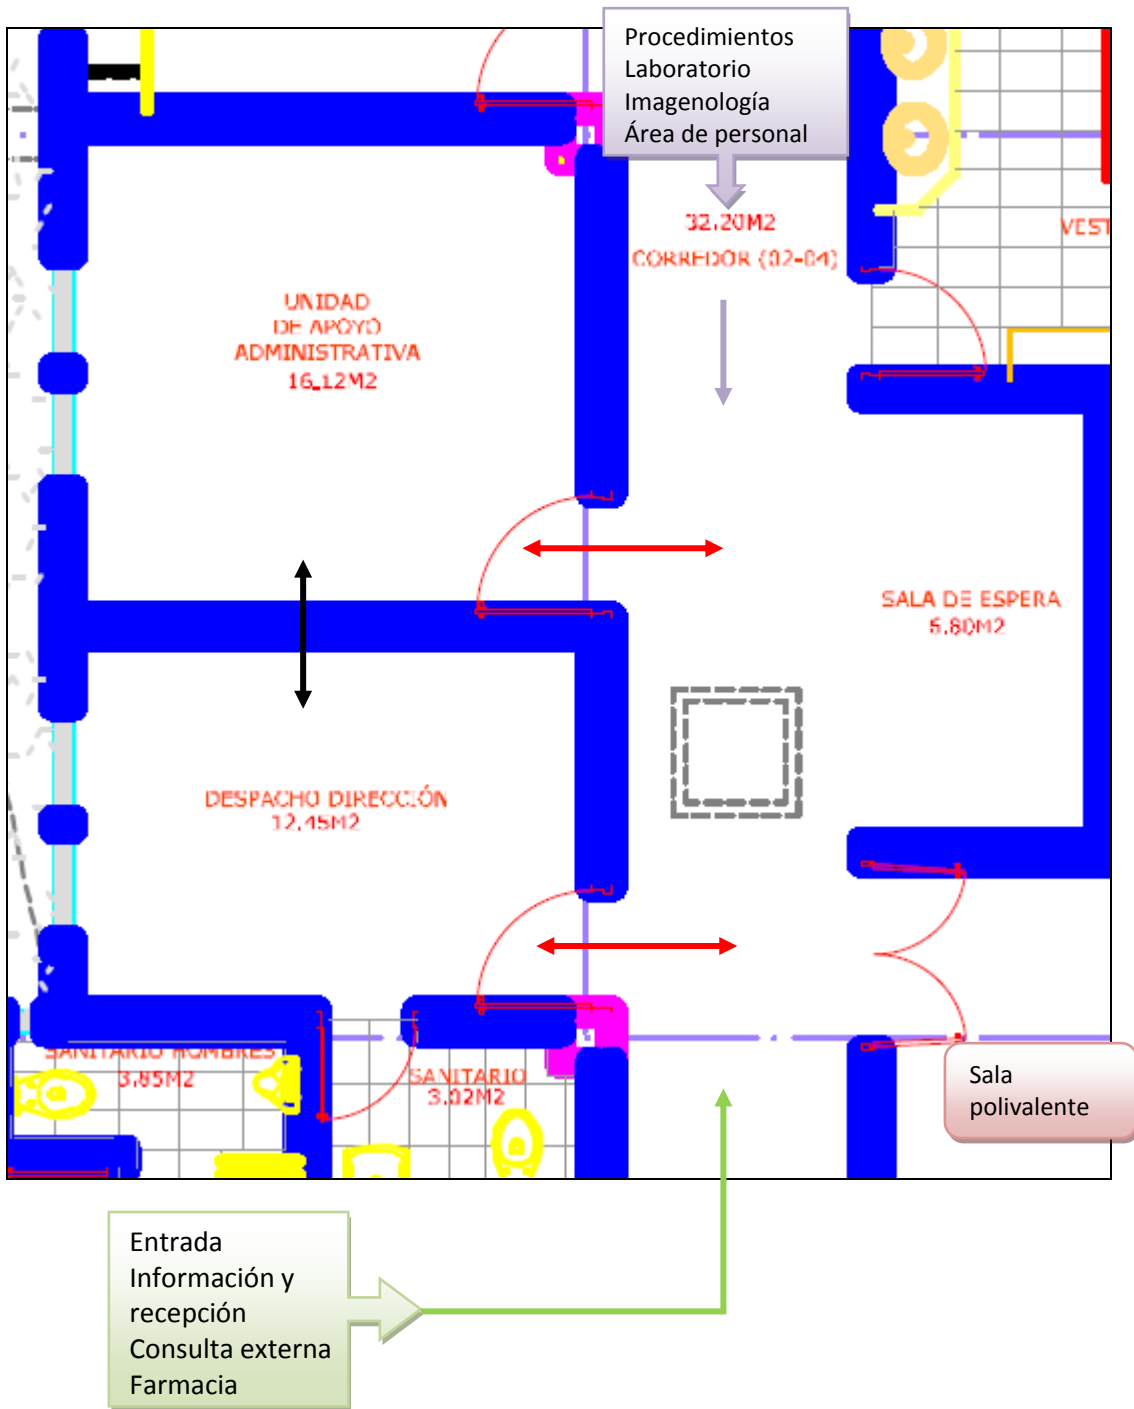 Procedimientos
Laboratorio
Imagenología
Área de personal
32.20M2
CORREDOR (02-04)
VEST
UNIDAD
DE APOYO
ADMINISTRATIVA
16.12M2
SALA DE ESPERA
6.80M2
DESPACHO DIRECCIÓN
12.45M2
SANITARIO HOMBRES
3.85M2
SANITARIO
3.02M2
Sala
polivalente
Entrada
Información y
recepción
Consulta externa
Farmacia